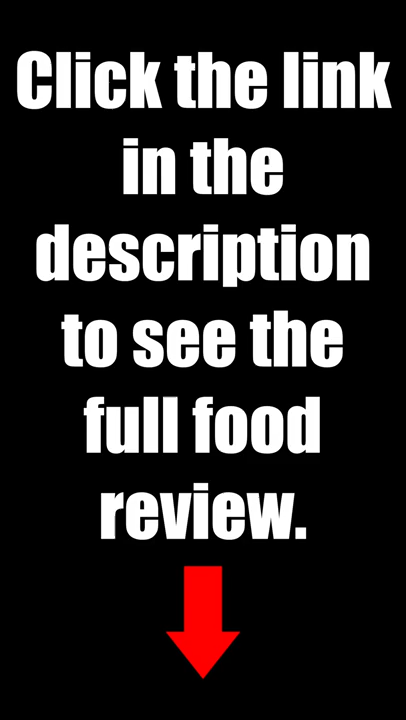 Click the link
in the
description
to see the
full food
review.